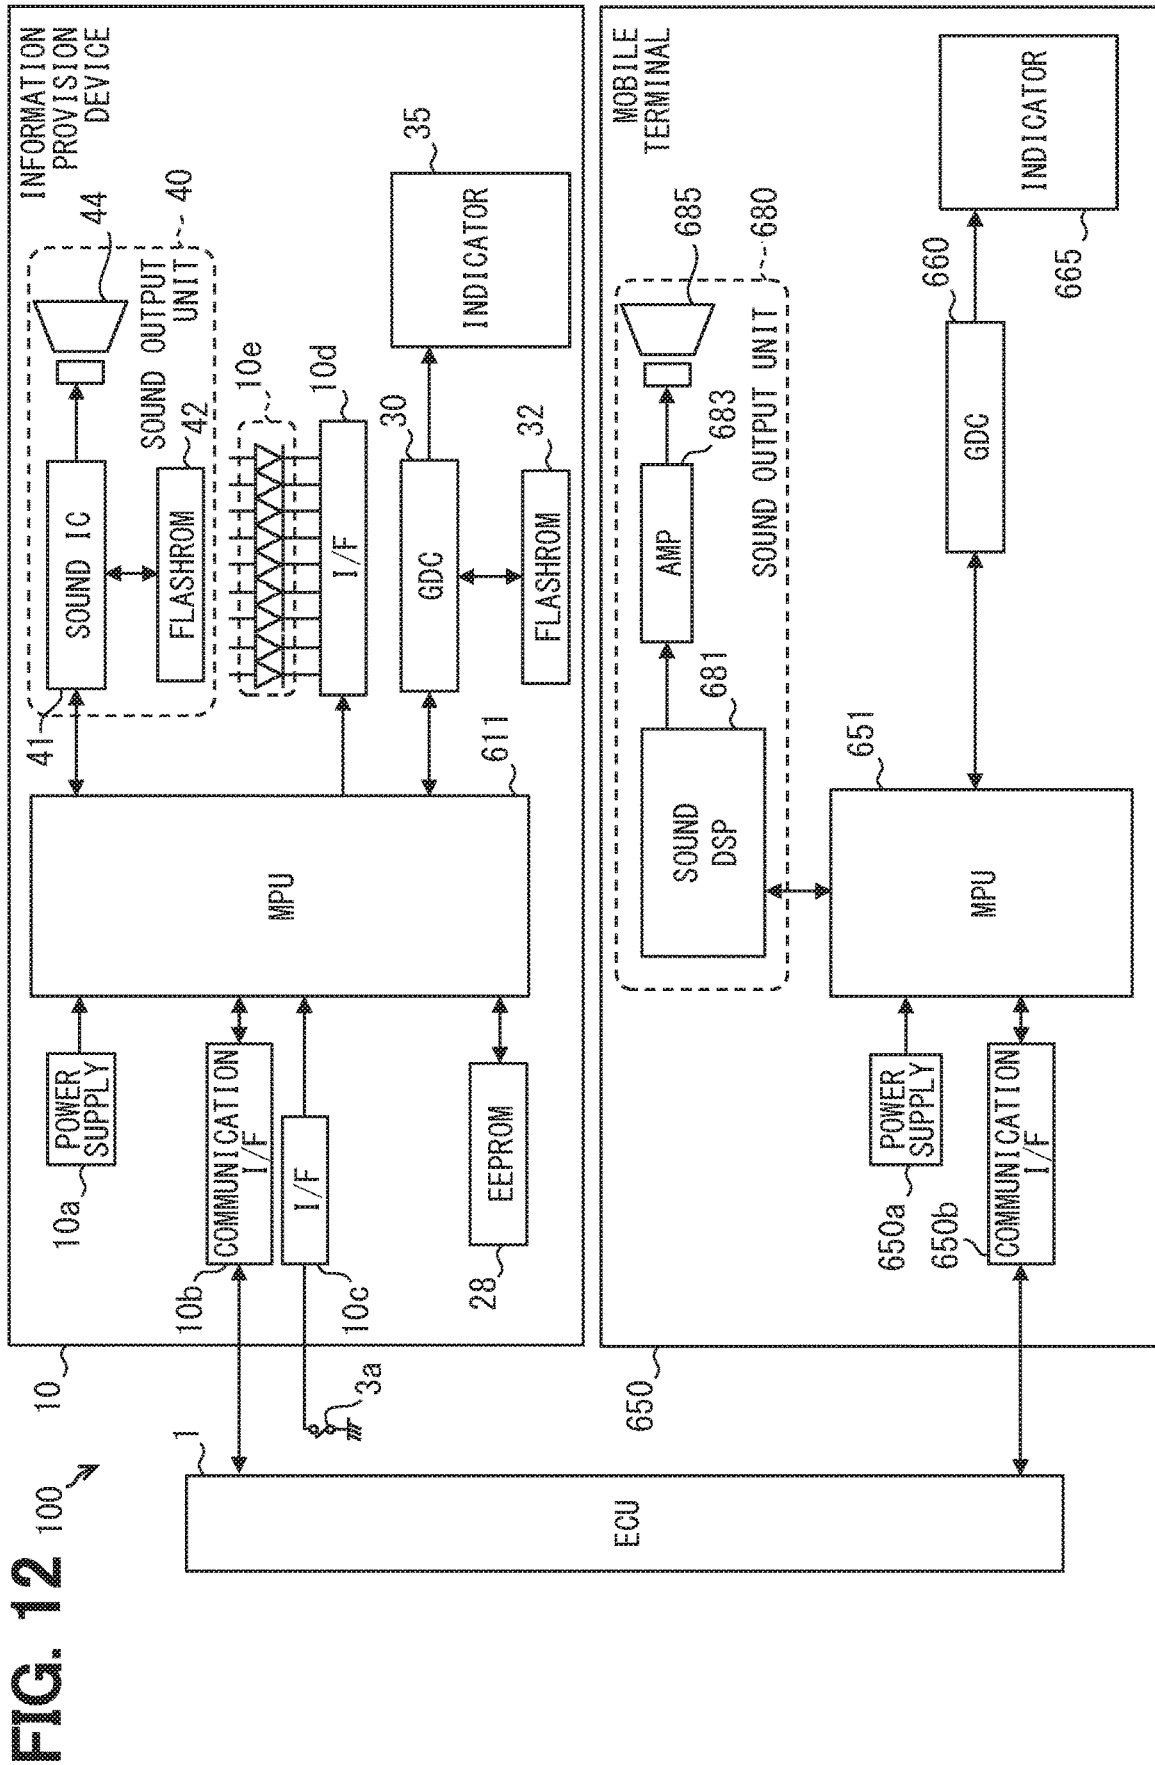 FIG. 12
100
1
ECU
3a
10
INFORMATION
PROVISION
DEVICE
10a
POWER
SUPPLY
10b
COMMUNICATION
I/F
10c
I/F
28
EEPROM
MPU
611
41
SOUND IC
44
40
SOUND OUTPUT
UNIT
42
FLASHROM
10e
10d
I/F
30
GDC
32
FLASHROM
35
INDICATOR
650
MOBILE
TERMINAL
650a
POWER
SUPPLY
650b
COMMUNICATION
I/F
MPU
651
SOUND
DSP
681
AMP
683
685
680
SOUND OUTPUT UNIT
GDC
660
INDICATOR
665